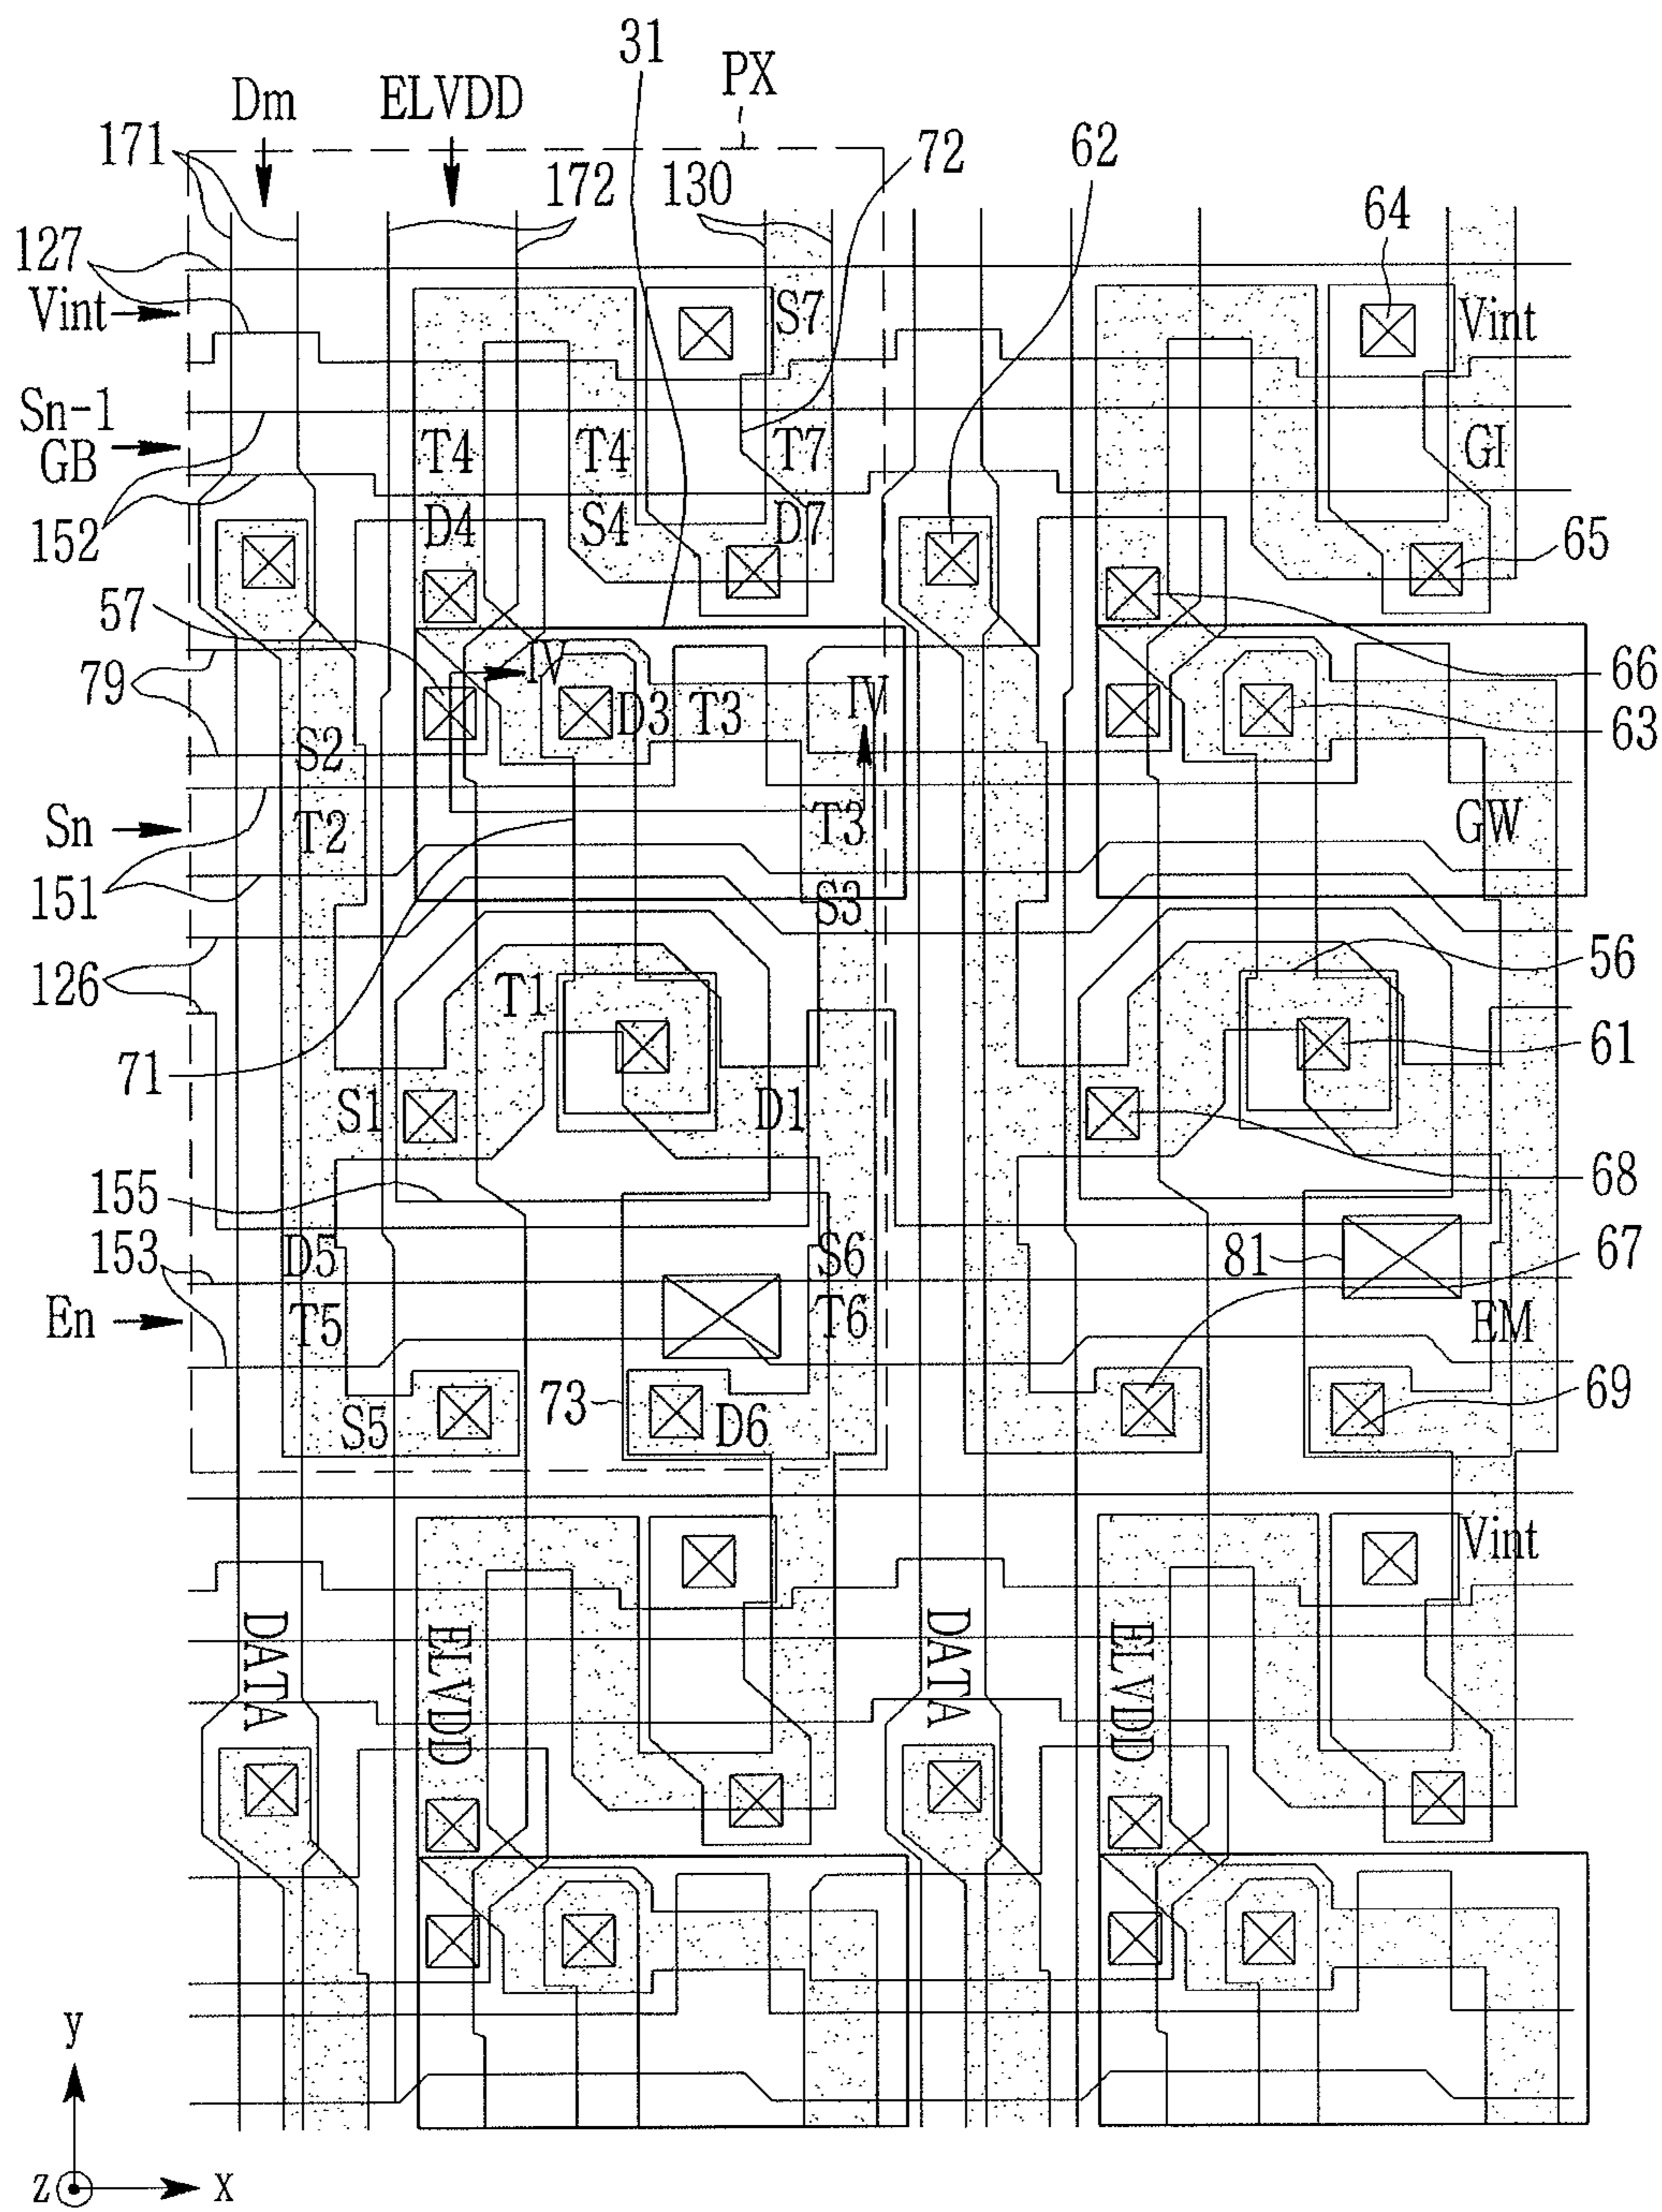 31
PX
Dm
ELVDD
171
72
62
172
130
64
127
Vint
S7
Vint
Sn-1
GB
T4
T4
T7
GI
152
D4
S4
D7
65
57
IV
66
79
D3
T3
IV
63
S2
Sn
T2
T3
GW
151
S3
126
T1
56
71
61
S1
D1
155
68
153
D5
S6
81
67
En
T5
T6
EM
73
69
S5
D6
Vint
DATA
ELVDD
DATA
ELVDD
y
z
x